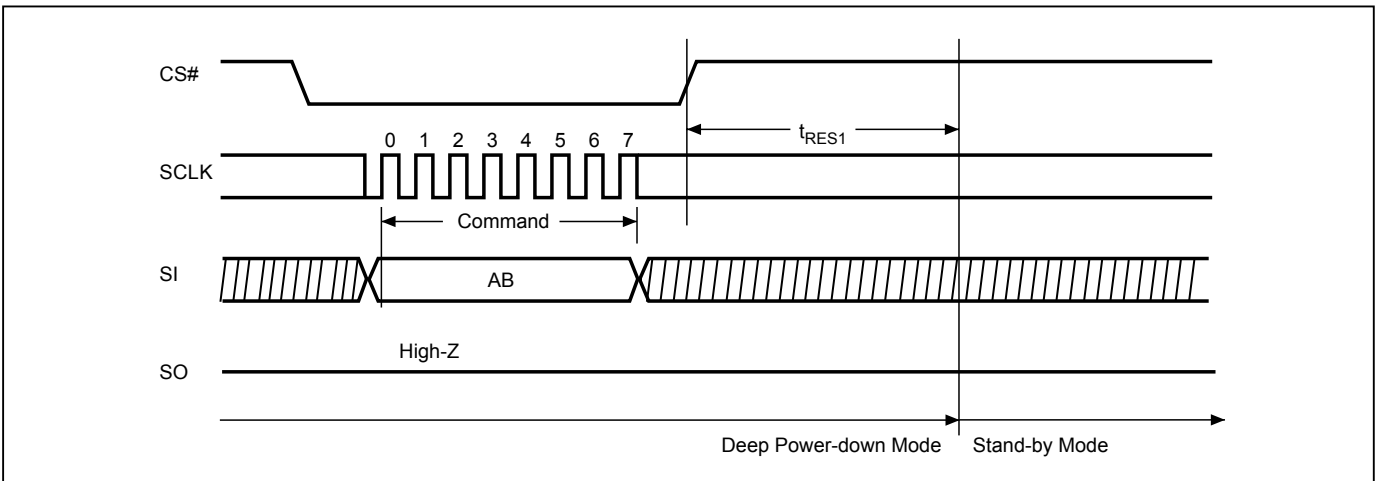 CS#
tRES1
0 1 2 3 4 5 6 7
SCLK
Command
SI
AB
High-Z
SO
Deep Power-down Mode Stand-by Mode